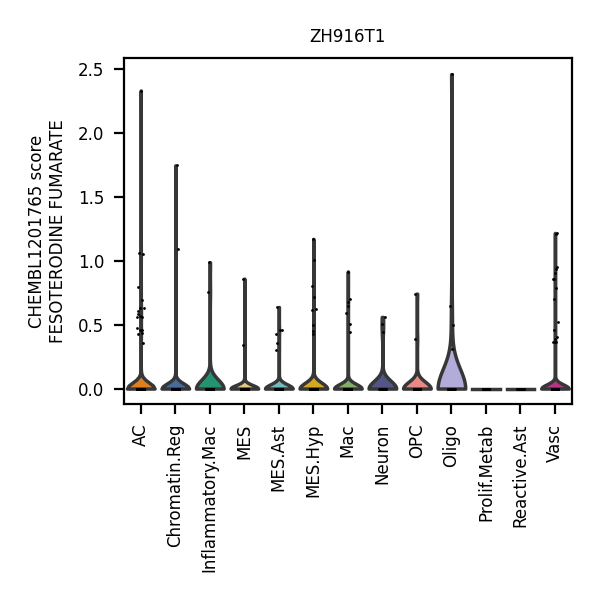 ZH916T1
CHEMBL1201765 score
FESOTERODINE FUMARATE
2.5
2.0
1.5
1.0
0.5
0.0
AC
Chromatin.Reg
Inflammatory.Mac
MES
MES.Ast
MES.Hyp
Mac
Neuron
OPC
Oligo
Prolif.Metab
Reactive.Ast
Vasc